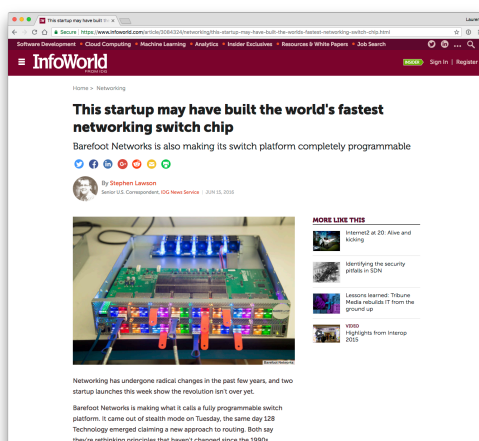 This startup may have built th
Lauren
Secure
https://www.infoworld.com/article/3084324/networking/this-startup-may-have-built-the-worlds-fastest-networking-switch-chip.html
Software Development • Cloud Computing • Machine Learning • Analytics • Insider Exclusives • Resources & White Papers • Job Search
InfoWorld
FROM IDG
INSIDER Sign In | Register
Home > Networking
This startup may have built the world's fastest
networking switch chip
Barefoot Networks is also making its switch platform completely programmable
By Stephen Lawson
Senior U.S. Correspondent, IDG News Service | JUN 15, 2016
Barefoot Networks
MORE LIKE THIS
Internet2 at 20: Alive and
kicking
Identifying the security
pitfalls in SDN
Lessons learned: Tribune
Media rebuilds IT from the
ground up
VIDEO
Highlights from Interop
2015
Networking has undergone radical changes in the past few years, and two
startup launches this week show the revolution isn't over yet.
Barefoot Networks is making what it calls a fully programmable switch
platform. It came out of stealth mode on Tuesday, the same day 128
Technology emerged claiming a new approach to routing. Both say
they're rethinking principles that haven't changed since the 1990s.